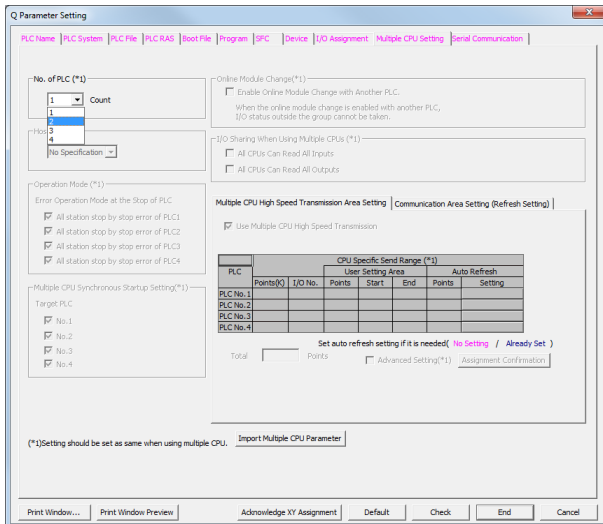 Q Parameter Setting
PLC Name PLC System PLC File PLC RAS Boot File Program SFC Device I/O Assignment Multiple CPU Setting Serial Communication
No. of PLC (*1)
1 Count
1
2
3
4
No Specification
Online Module Change(*1)
Enable Online Module Change with Another PLC.
When the online module change is enabled with another PLC,
I/O status outside the group cannot be taken.
I/O Sharing When Using Multiple CPUs (*1)
All CPUs Can Read All Inputs
All CPUs Can Read All Outputs
Operation Mode (*1)
Error Operation Mode at the Stop of PLC
All station stop by stop error of PLC1
All station stop by stop error of PLC2
All station stop by stop error of PLC3
All station stop by stop error of PLC4
Multiple CPU Synchronous Startup Setting(*1)
Target PLC
No.1
No.2
No.3
No.4
Multiple CPU High Speed Transmission Area Setting Communication Area Setting (Refresh Setting)
Use Multiple CPU High Speed Transmission
CPU Specific Send Range (*1)
PLC User Setting Area Auto Refresh
Points(K) I/O No. Points Start End Points Setting
PLC No.1
PLC No.2
PLC No.3
PLC No.4
Set auto refresh setting if it is needed( No Setting / Already Set )
Total Points Advanced Setting(*1) Assignment Confirmation
(*1)Setting should be set as same when using multiple CPU. Import Multiple CPU Parameter
Print Window... Print Window Preview Acknowledge XY Assignment Default Check End Cancel